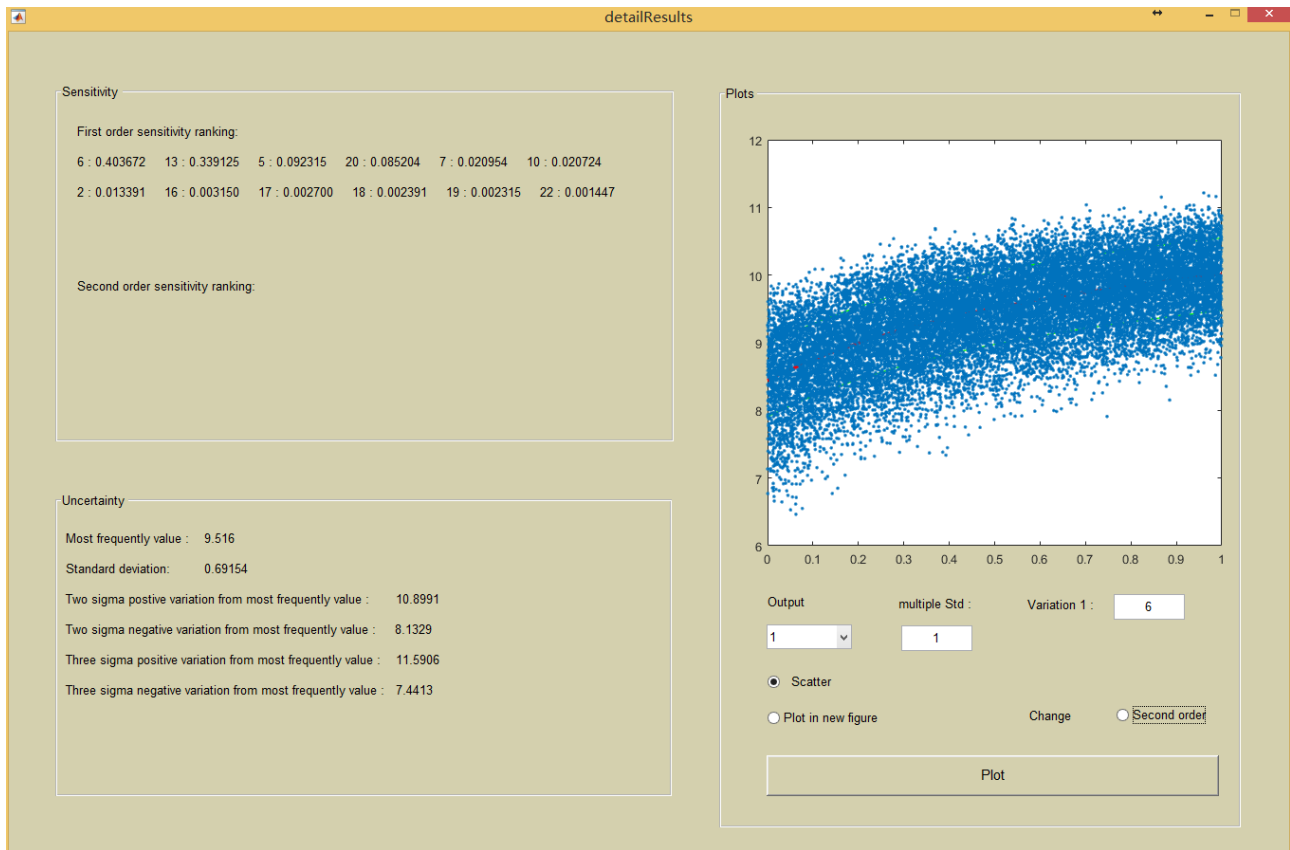 detailResults
Sensitivity
First order sensitivity ranking:
6 : 0.403672 13 : 0.339125 5 : 0.092315 20 : 0.085204 7 : 0.020954 10 : 0.020724
2 : 0.013391 16 : 0.003150 17 : 0.002700 18 : 0.002391 19 : 0.002315 22 : 0.001447
Second order sensitivity ranking:
Uncertainty
Most frequently value : 9.516
Standard deviation: 0.69154
Two sigma postive variation from most frequently value : 10.8991
Two sigma negative variation from most frequently value : 8.1329
Three sigma positive variation from most frequently value : 11.5906
Three sigma negative variation from most frequently value : 7.4413
Plots
12
11
10
9
8
7
6
0 0.1 0.2 0.3 0.4 0.5 0.6 0.7 0.8 0.9 1
Output multiple Std : Variation 1 : 6
1 1
Scatter
Plot in new figure Change Second order
Plot